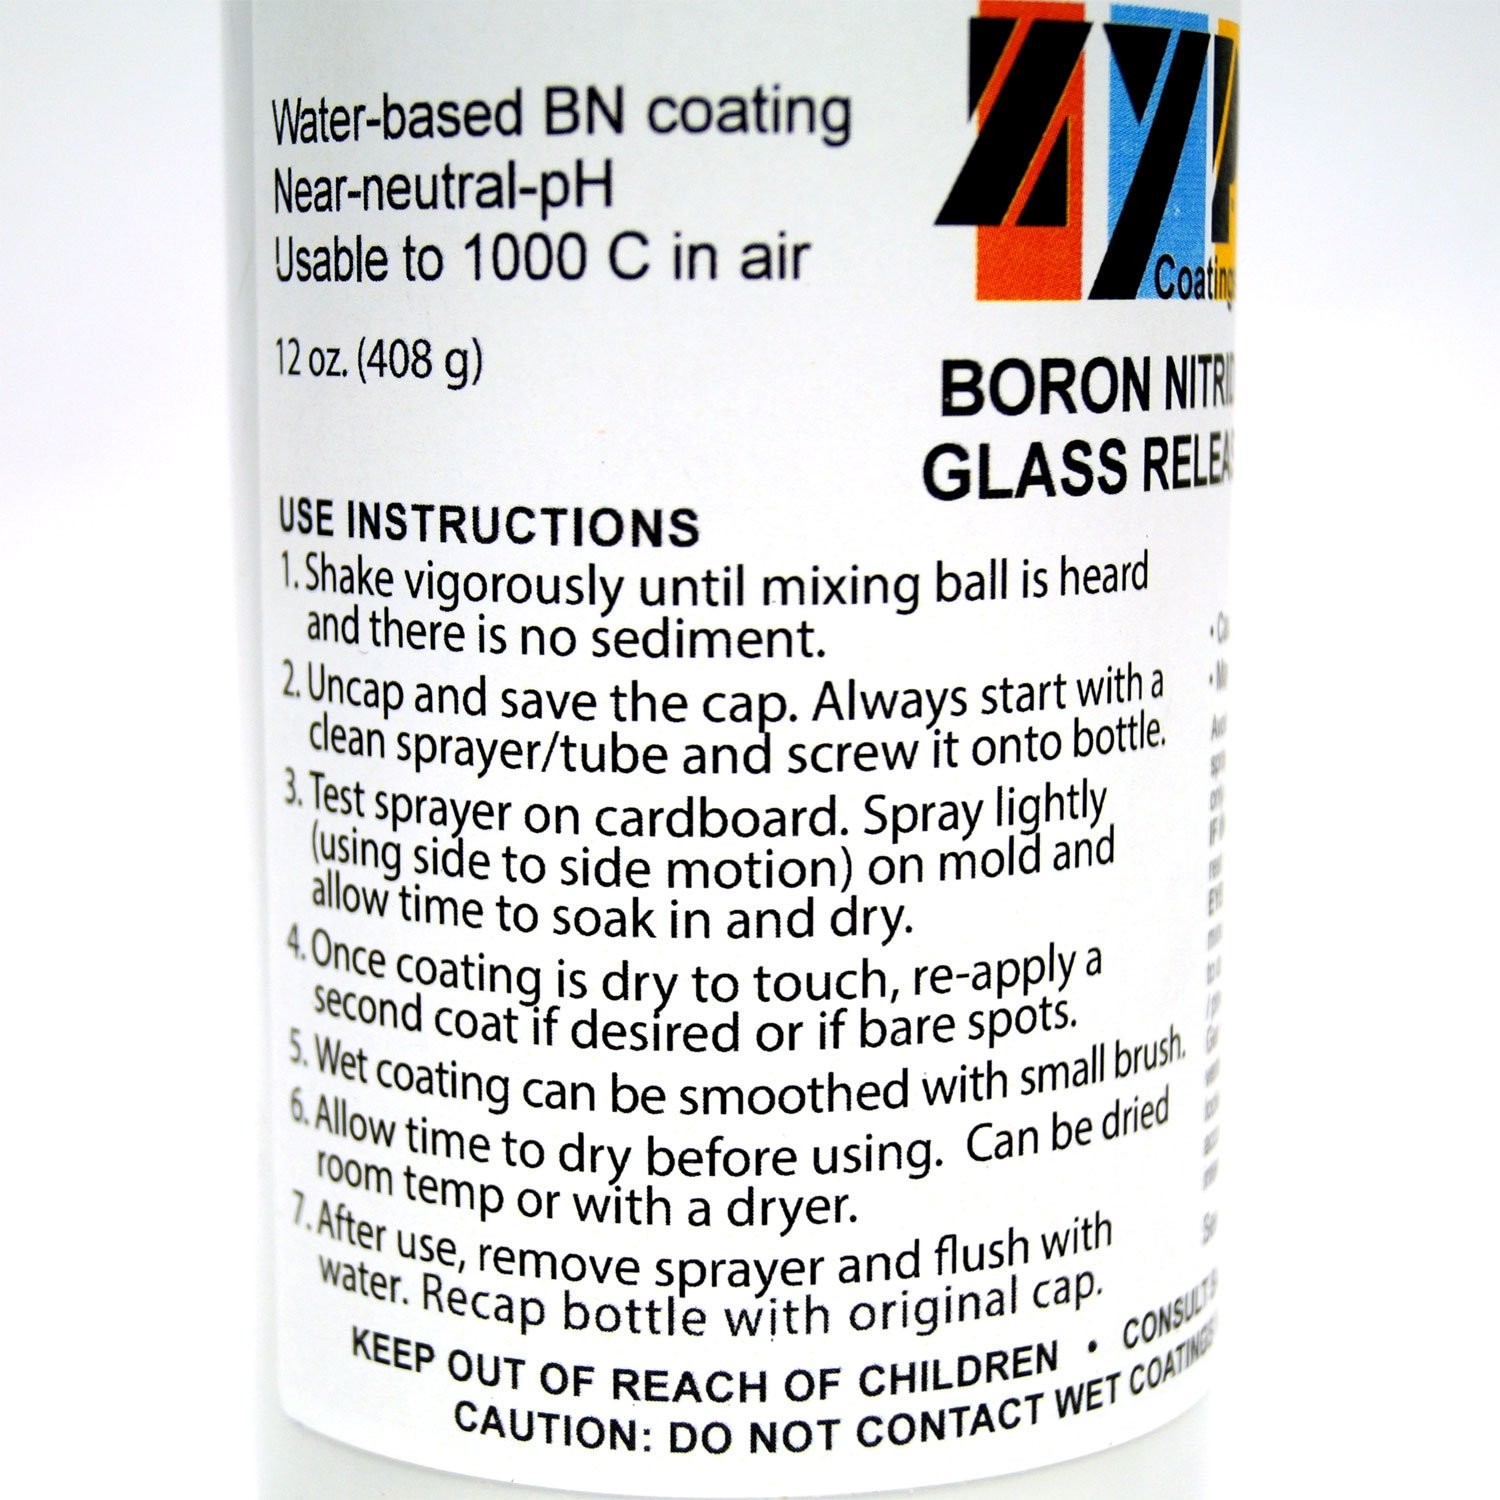 Water-based BN coating
Near-neutral-pH
Usable to 1000 C in air
12 oz. (408 g)
Coating
BORON
GLASS
USE INSTRUCTIONS
1. Shake vigorously until mixing ball is heard
and there is no sediment.
2. Uncap and save the cap. Always start with a
clean sprayer/tube and screw it onto bottle.
3. Test sprayer on cardboard. Spray lightly
(using side to side motion) on mold and
allow time to soak in and dry.
4. Once coating is dry to touch, re-apply a
second coat if desired or if bare spots.
5. Wet coating can be smoothed with small brush.
6. Allow time to dry before using. Can be dried
room temp or with a dryer.
7. After use, remove sprayer and flush with
water. Recap bottle with original cap.
KEEP OUT OF REACH OF CHILDREN • CONSULT
CAUTION: DO NOT CONTACT WET COATINGS